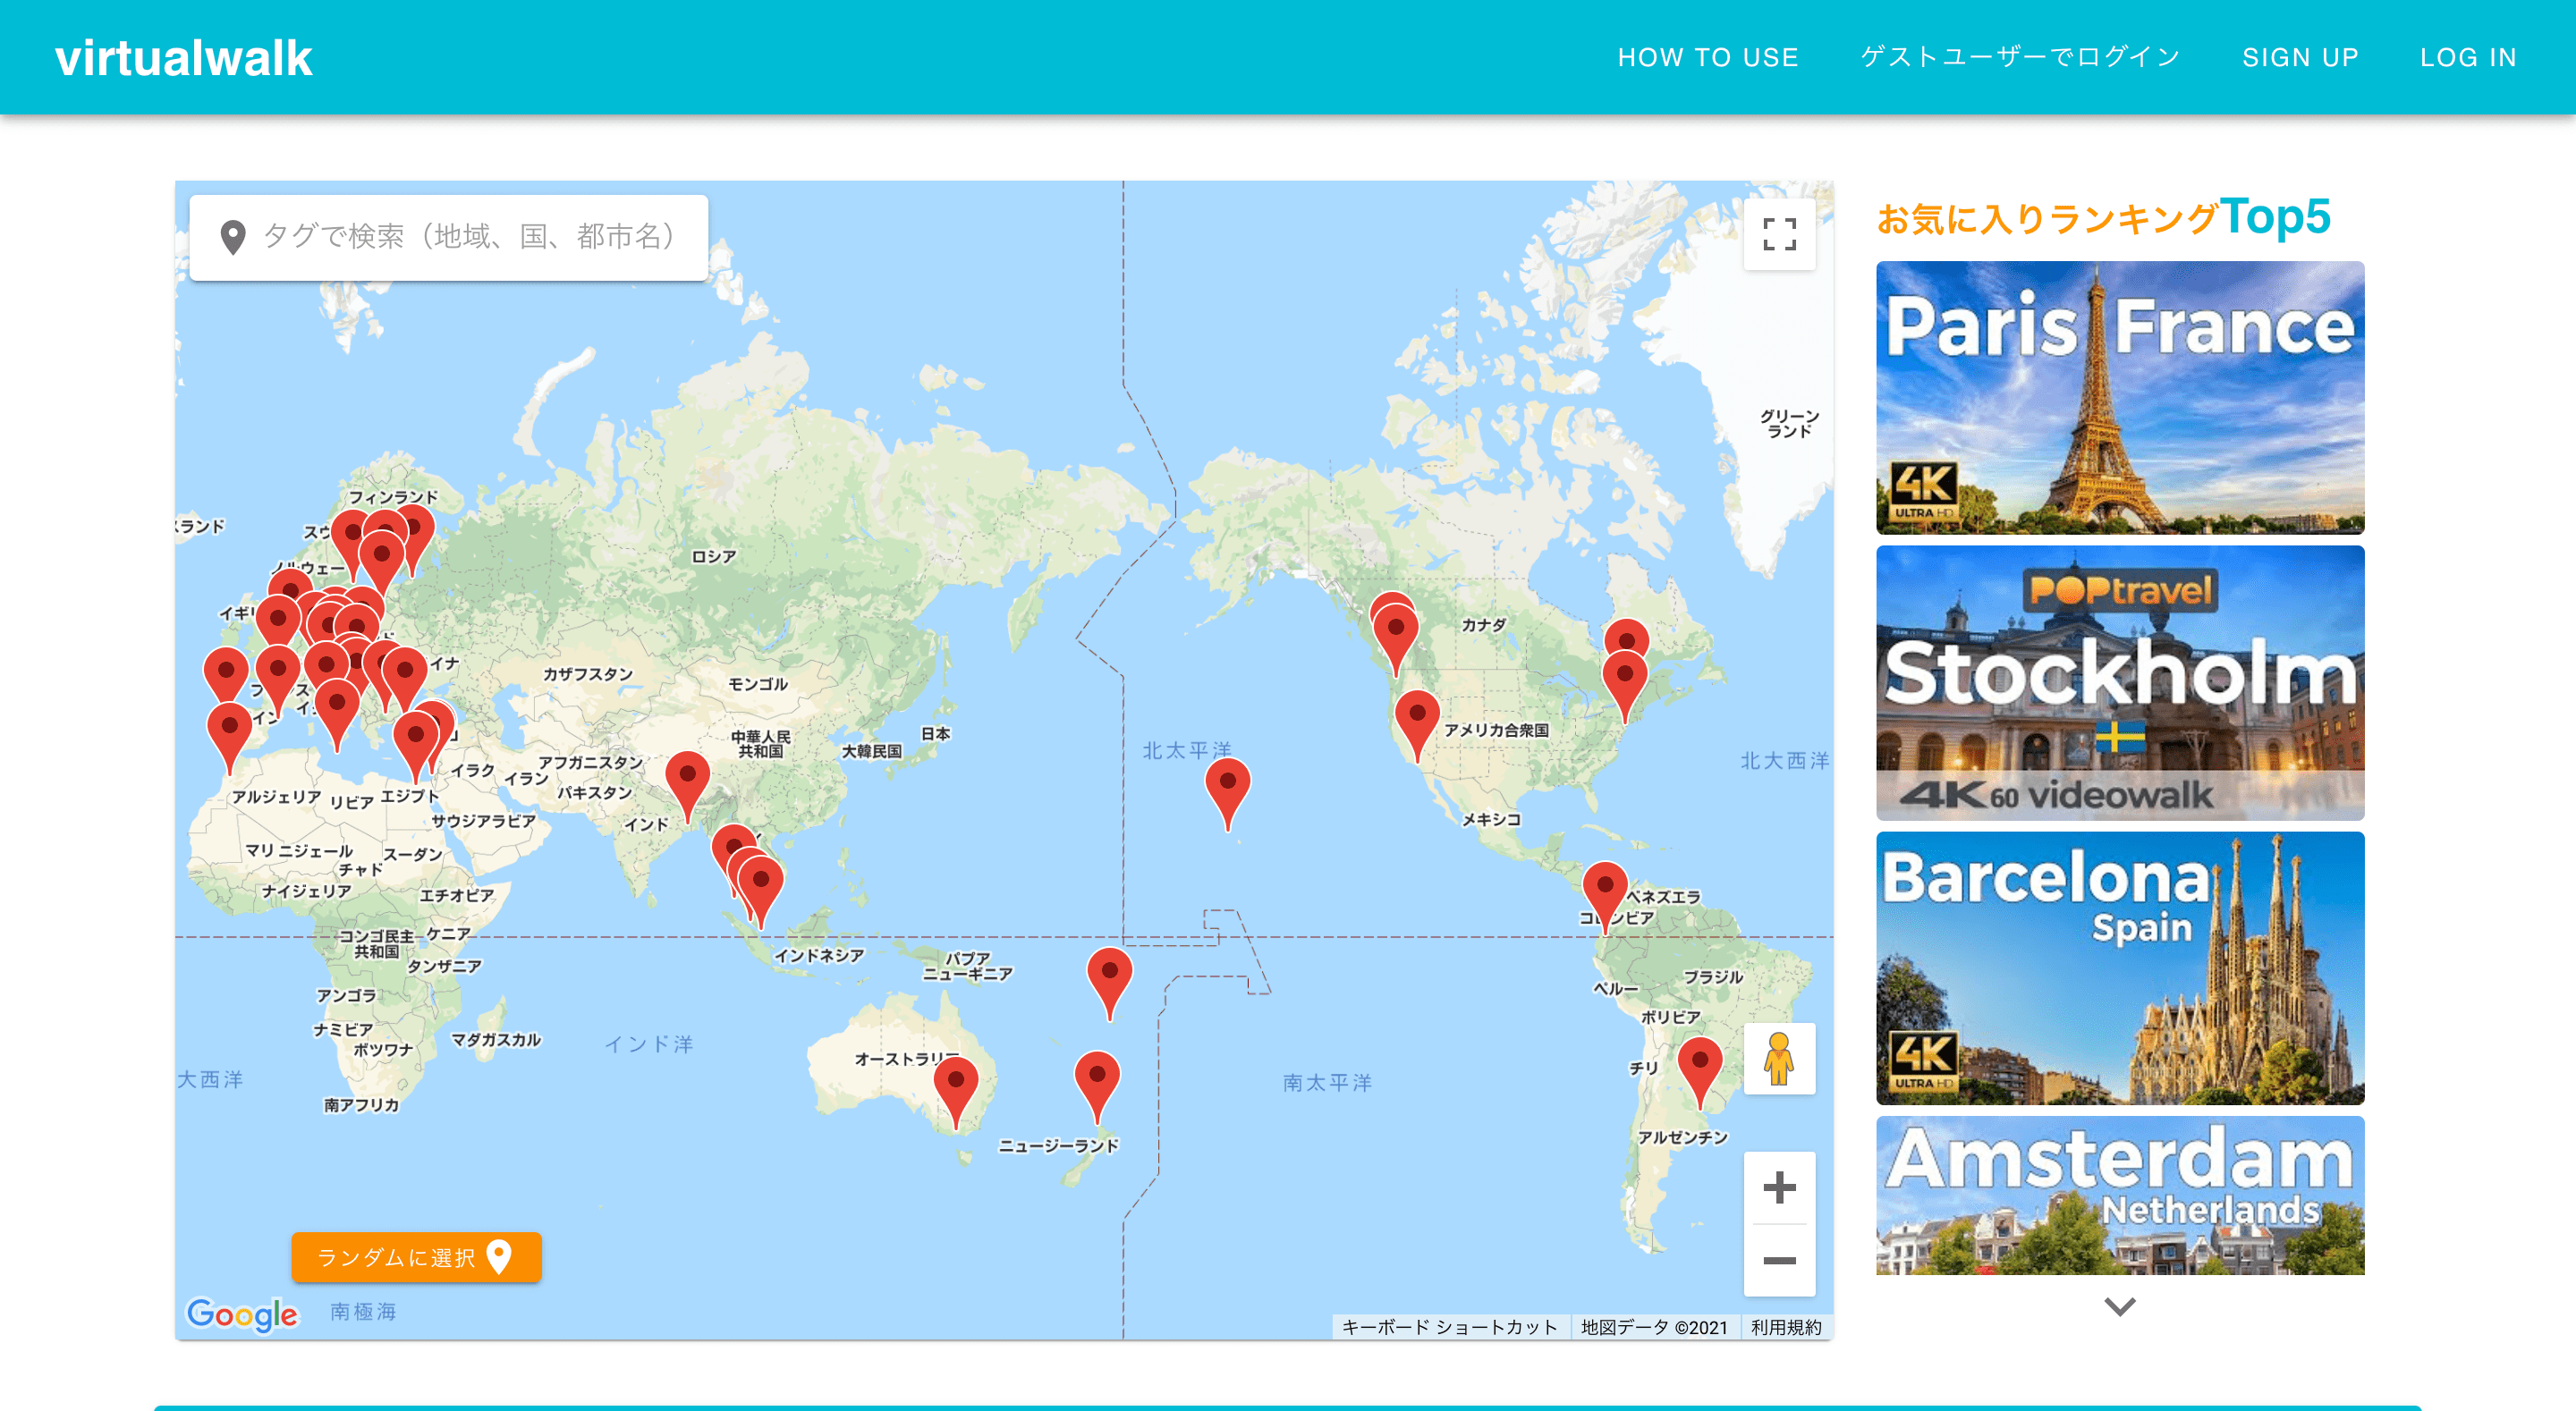 virtualwalk
HOW TO USE
ゲストユーザーでログイン
SIGN UP
LOG IN
タグで検索（地域、国、都市名）
お気に入りランキングTop5
Paris France
4K
ULTRA HD
POPtravel
Stockholm
4K60 videowalk
Barcelona
Spain
4K
ULTRA HD
Amsterdam
Netherlands
グリーン
ランド
フィンランド
ノルウェー
ロシア
カナダ
カザフスタン
モンゴル
アメリカ合衆国
日本
中華人民
共和国
大韓民国
北太平洋
北大西洋
アフガニスタン
イラク
イラン
パキスタン
アルジェリア
リビア
エジプト
サウジアラビア
インド
メキシコ
マリ
ニジェール
スーダン
チャド
ナイジェリア
エチオピア
ベネズエラ
コンゴ民主
共和国
ケニア
タンザニア
インドネシア
パプア
ニューギニア
ブラジル
ペルー
アンゴラ
ボリビア
ナミビア
ボツワナ
マダガスカル
インド洋
オーストラリア
チリ
大西洋
南太平洋
南アフリカ
ニュージーランド
アルゼンチン
ランダムに選択
Google
南極海
キーボード ショートカット
地図データ ©2021
利用規約